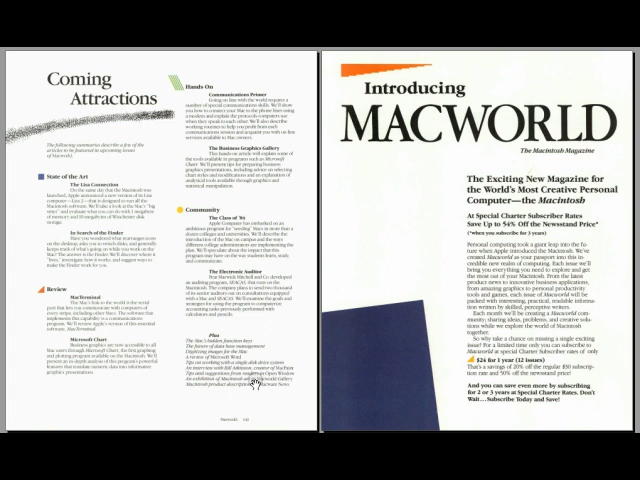 Coming
Attractions
The following summaries describe a few of the
articles to be featured in upcoming issues
of Macworld.
State of the Art
The Lisa Connection
On the same day that the Macintosh was
launched, Apple announced a new version of its Lisa
computer—Lisa 2—that is designed to run all the
Macintosh software. We'll take a look at the Mac's "big
sister" and evaluate what you can do with 1 megabyte
of memory and 10 megabytes of Winchester disk
storage.
In Search of the Finder
Have you wondered what rearranges icons
on the desktop, asks you to switch disks, and generally
keeps track of what's going on while you work on the
Mac? The answer is the Finder. We'll discover where it
"lives," investigate how it works, and suggest ways to
make the Finder work for you.
Review
MacTerminal
The Mac's link to the world is the serial
port that lets you communicate with computers of
every stripe, including other Macs. The software that
implements this capability is a communications
program. We'll review Apple's version of this essential
software, MacTerminal.
Microsoft Chart
Business graphics are now accessible to all
Mac users through Microsoft Chart, the first graphing
and plotting program available on the Macintosh. We'll
present an in-depth analysis of the program's powerful
features that translate numeric data into informative
graphic presentations.
Hands On
Communications Primer
Going on line with the world requires a
number of special communications skills. We'll show
you how to connect your Mac to the phone lines using
a modem and explain the protocols computers use
when they speak to each other. We'll also describe
working routines to help you profit from each
communications session and acquaint you with on-line
services available to Mac owners.
The Business Graphics Gallery
This hands-on article will explain some of
the tools available in programs such as Microsoft
Chart. We'll present tips for preparing business
graphics presentations, including advice on selecting
chart styles and modifications and an explanation of
analytical tools available through graphics and
statistical manipulation.
Community
The Class of '84
Apple Computer has embarked on an
ambitious program for "seeding" Macs in more than a
dozen colleges and universities. We'll describe the
introduction of the Mac on campus and the ways
different college administrators are implementing the
plan. We'll speculate about the impact that this
program may have on the way students learn, study,
and communicate.
The Electronic Auditor
Peat Marwick Mitchell and Co. developed
an auditing program, SEACAS, that runs on the
Macintosh. The company plans to send two thousand
of its senior auditors out on consultations equipped
with a Mac and SEACAS. We'll examine the goals and
strategies for using the computer to perform
accounting tasks previously performed with
calculators and pencils.
Plus
The Mac's hidden function keys
The future of data base management
Digitizing images for the Mac
A review of Microsoft Word
Tips on working with a single disk drive system
An interview with Bill Atkinson, creator of MacPaint
Tips and suggestions from readers in Open Window
An exhibition of Macintosh art in Macworld Gallery
Microsoft product descriptions in Macware News
Macworld 145
Introducing
MACWORLD
The Macintosh Magazine
The Exciting New Magazine for
the World's Most Creative Personal
Computer—the Macintosh
At Special Charter Subscriber Rates
Save Up to 54% Off the Newsstand Price*
(*when you subscribe for 3 years)
Personal computing took a giant leap into the fu-
ture when Apple introduced the Macintosh. We've
created Macworld as your passport into this in-
credible new realm of computing. Each issue we'll
bring you everything you need to explore and get
the most out of your Macintosh. From the latest
product news to innovative business applications,
from amazing graphics to personal productivity
tools and games, each issue of Macworld will be
packed with interesting, practical, readable informa-
tion written by skilled, perceptive writers.
Each month we'll be creating a Macworld com-
munity; sharing ideas, problems, and creative solu-
tions while we explore the world of Macintosh
together.
So why take a chance on missing a single exciting
issue? For a limited time only you can subscribe to
Macworld at special Charter Subscriber rates of only
$24 for 1 year (12 issues)
That's a savings of 20% off the regular $30 subscrip-
tion rate and 50% off the newsstand price!
And you can save even more by subscribing
for 2 or 3 years at Special Charter Rates. Don't
Wait...Subscribe Today and Save!